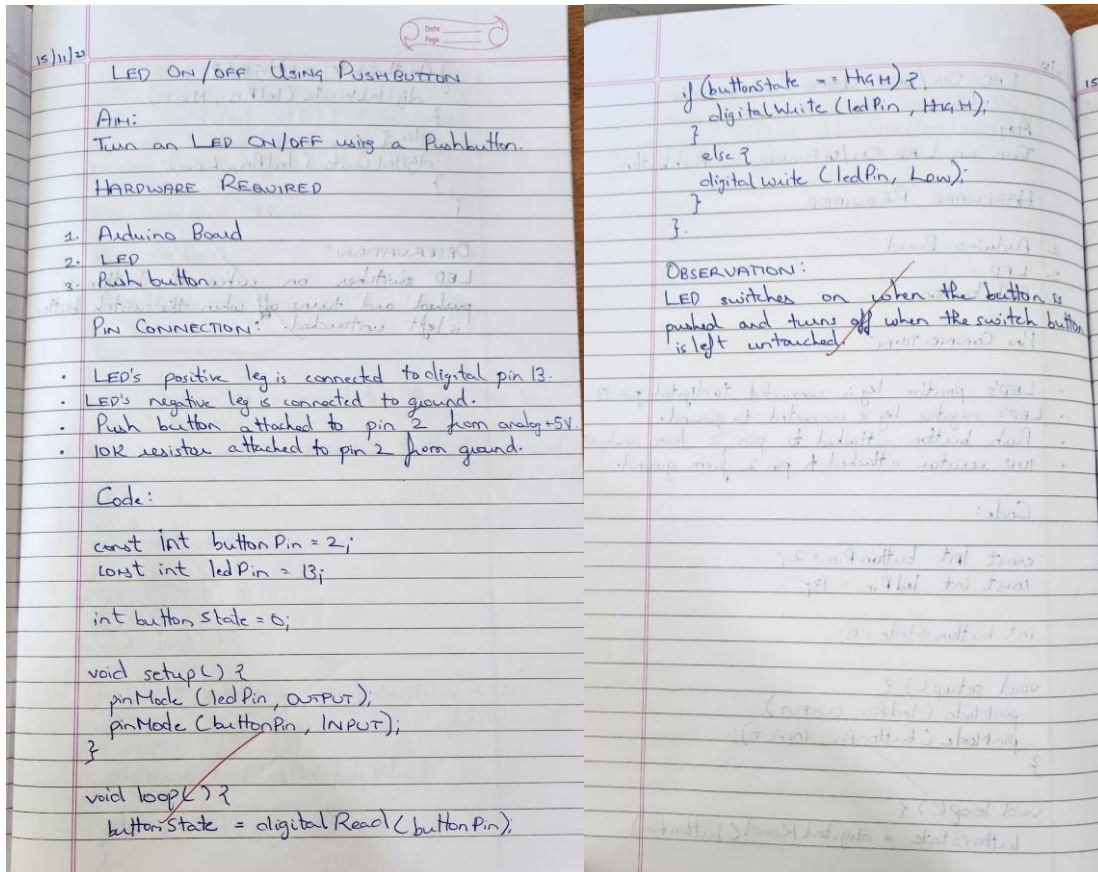 Date
Page
15/11/21
LED ON/OFF USING PUSHBUTTON
AIM:
Turn an LED ON/OFF using a Pushbutton.
HARDWARE REQUIRED
1. Arduino Board
2. LED
3. Push button
PIN CONNECTION:
• LED's positive leg is connected to digital pin 13.
• LED's negative leg is connected to ground.
• Push button attached to pin 2 from analog +5V.
• 10K resistor attached to pin 2 from ground.
Code:
const int buttonPin = 2;
const int ledPin = 13;
int button State = 0;
void setup() {
pinMode (ledPin, OUTPUT);
pinMode (buttonPin, INPUT);
}
void loop() {
buttonState = digitalRead(buttonPin);
if (buttonState == HIGH) {
digitalWrite (ledPin, HIGH);
}
else {
digitalWrite (ledPin, LOW);
}
}.
OBSERVATION:
LED switches on when the button is
pushed and turns off when the switch button
is left untouched.
15